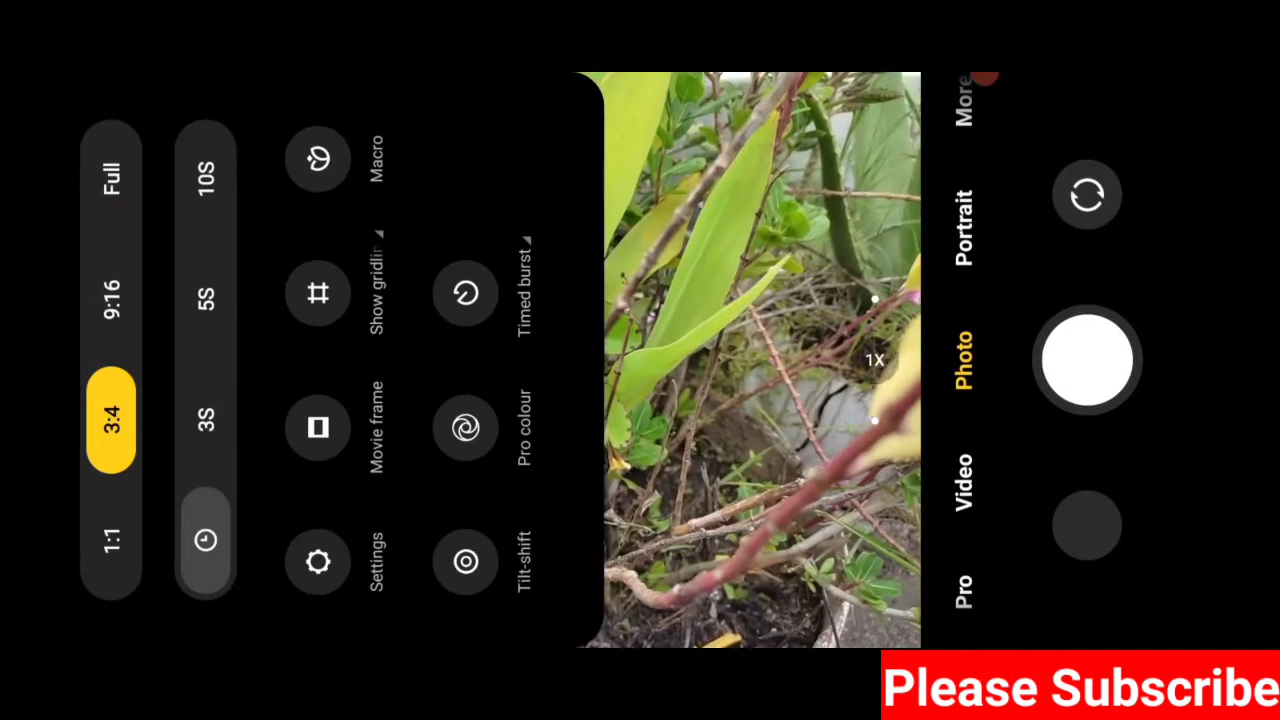 1:1 3:4 9:16 Full
3S 5S 10S
Settings Movie frame Show gridlin Macro
Tilt-shift Pro colour Timed burst
1X
Pro Video Photo Portrait More
Please Subscribe